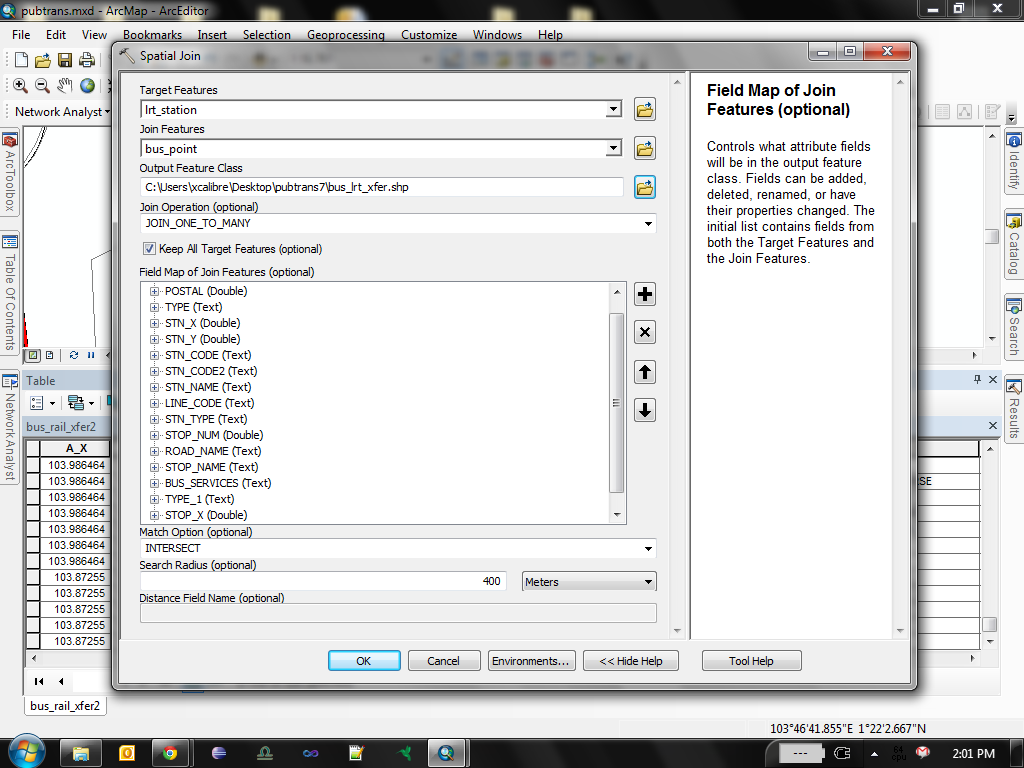 pubtrans.mxd - ArcMap - ArcEditor
File Edit View Bookmarks Insert Selection Geoprocessing Customize Windows Help
Spatial Join
Network Analyst
ArcToolbox
Table Of Contents
Network Analyst
Target Features
lrt_station
Join Features
bus_point
Output Feature Class
C:\Users\xcalibre\Desktop\pubtrans7\bus_lrt_xfer.shp
Join Operation (optional)
JOIN_ONE_TO_MANY
Keep All Target Features (optional)
Field Map of Join Features (optional)
POSTAL (Double)
TYPE (Text)
STN_X (Double)
STN_Y (Double)
STN_CODE (Text)
STN_CODE2 (Text)
STN_NAME (Text)
LINE_CODE (Text)
STN_TYPE (Text)
STOP_NUM (Double)
ROAD_NAME (Text)
STOP_NAME (Text)
BUS_SERVICES (Text)
TYPE_1 (Text)
STOP_X (Double)
Match Option (optional)
INTERSECT
Search Radius (optional)
400 Meters
Distance Field Name (optional)
OK Cancel Environments... << Hide Help Tool Help
Field Map of Join
Features (optional)
Controls what attribute fields
will be in the output feature
class. Fields can be added,
deleted, renamed, or have
their properties changed. The
initial list contains fields from
both the Target Features and
the Join Features.
Identify
Catalog
Search
Results
Table
bus_rail_xfer2
A_X
103.986464
103.986464
103.986464
103.986464
103.986464
103.986464
103.986464
103.87255
103.87255
103.87255
103.87255
103.87255
SE
bus_rail_xfer2
103°46'41.855"E 1°22'2.667"N
64
cpu
2:01 PM